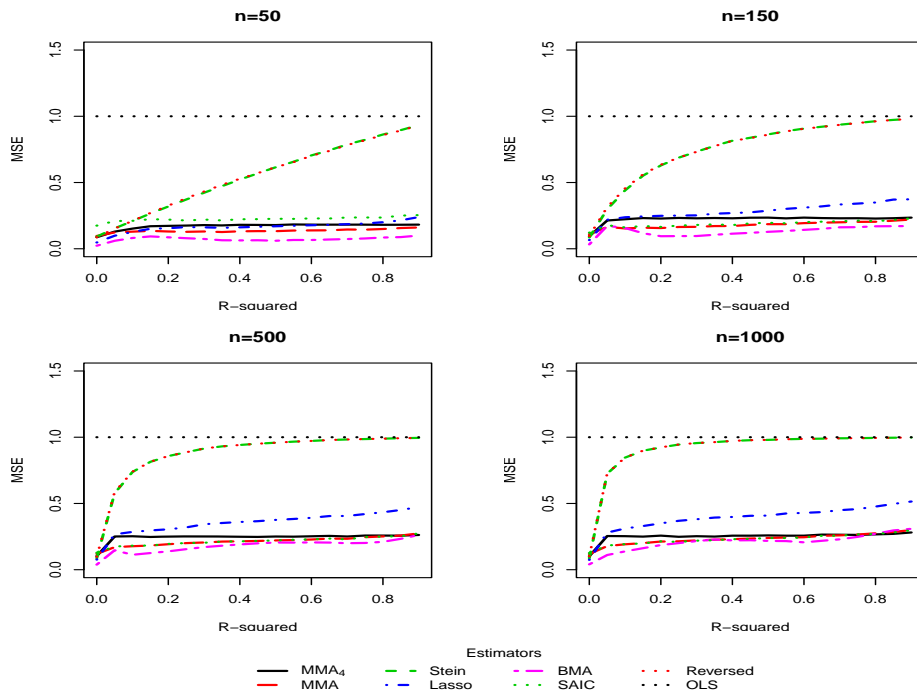 n=50
n=150
MSE
0.0 0.5 1.0 1.5
0.0 0.2 0.4 0.6 0.8
R-squared
MSE
0.0 0.5 1.0 1.5
0.0 0.2 0.4 0.6 0.8
R-squared
n=500
n=1000
MSE
0.0 0.5 1.0 1.5
0.0 0.2 0.4 0.6 0.8
R-squared
MSE
0.0 0.5 1.0 1.5
0.0 0.2 0.4 0.6 0.8
R-squared
Estimators
MMA₄ Stein BMA Reversed
MMA Lasso SAIC OLS